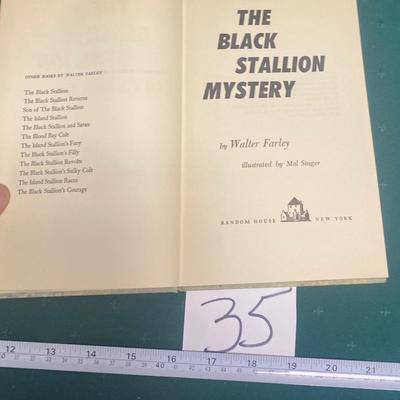 OTHER BOOKS BY WALTER FARLEY
The Black Stallion
The Black Stallion Returns
Son of The Black Stallion
The Island Stallion
The Black Stallion and Satan
The Blood Bay Colt
The Island Stallion's Fury
The Black Stallion's Filly
The Black Stallion Revolts
The Black Stallion's Sulky Colt
The Island Stallion Races
The Black Stallion's Courage
THE
BLACK
STALLION
MYSTERY
by Walter Farley
illustrated by Mal Singer
RANDOM HOUSE NEW YORK
35
12 13 14 15 16 17 18 19 20 21